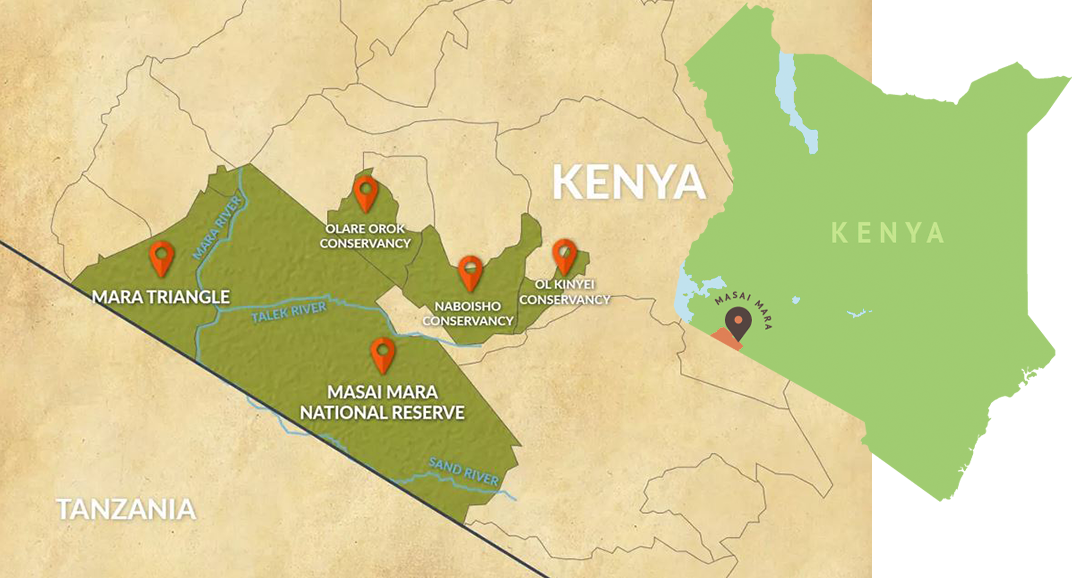 KENYA
KENYA
MASAI MARA
MARA RIVER
OLARE OROK
CONSERVANCY
MARA TRIANGLE
OL KINYEI
CONSERVANCY
NABOISHO
CONSERVANCY
TALEK RIVER
MASAI MARA
NATIONAL RESERVE
SAND RIVER
TANZANIA